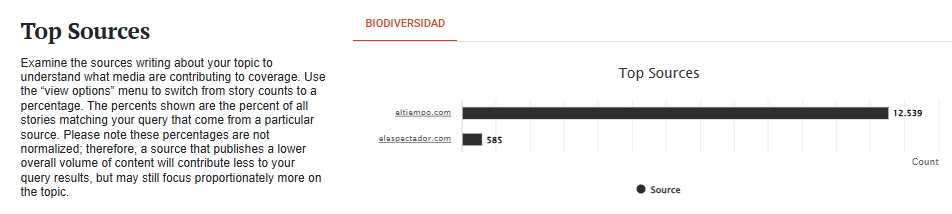 Top Sources
Examine the sources writing about your topic to
understand what media are contributing to coverage. Use
the “view options” menu to switch from story counts to a
percentage. The percents shown are the percent of all
stories matching your query that come from a particular
source. Please note these percentages are not
normalized; therefore, a source that publishes a lower
overall volume of content will contribute less to your
query results, but may still focus proportionately more on
the topic.
BIODIVERSIDAD
Top Sources
eltiempo.com 12.539
elespectador.com 585
Count
Source